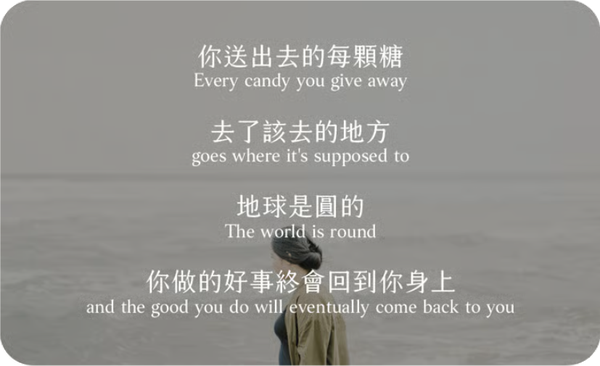 你送出去的每顆糖
Every candy you give away
去了該去的地方
goes where it's supposed to
地球是圓的
The world is round
你做的好事終會回到你身上
and the good you do will eventually come back to you